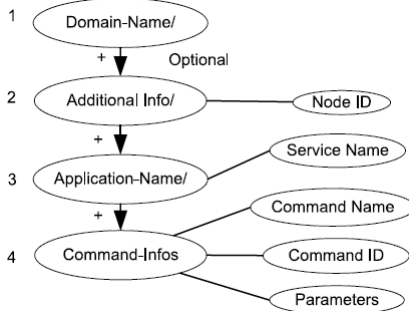 1 Domain-Name/
+ Optional
2 Additional Info/ Node ID
+
Service Name
3 Application-Name/
Command Name
+
4 Command-Infos Command ID
Parameters